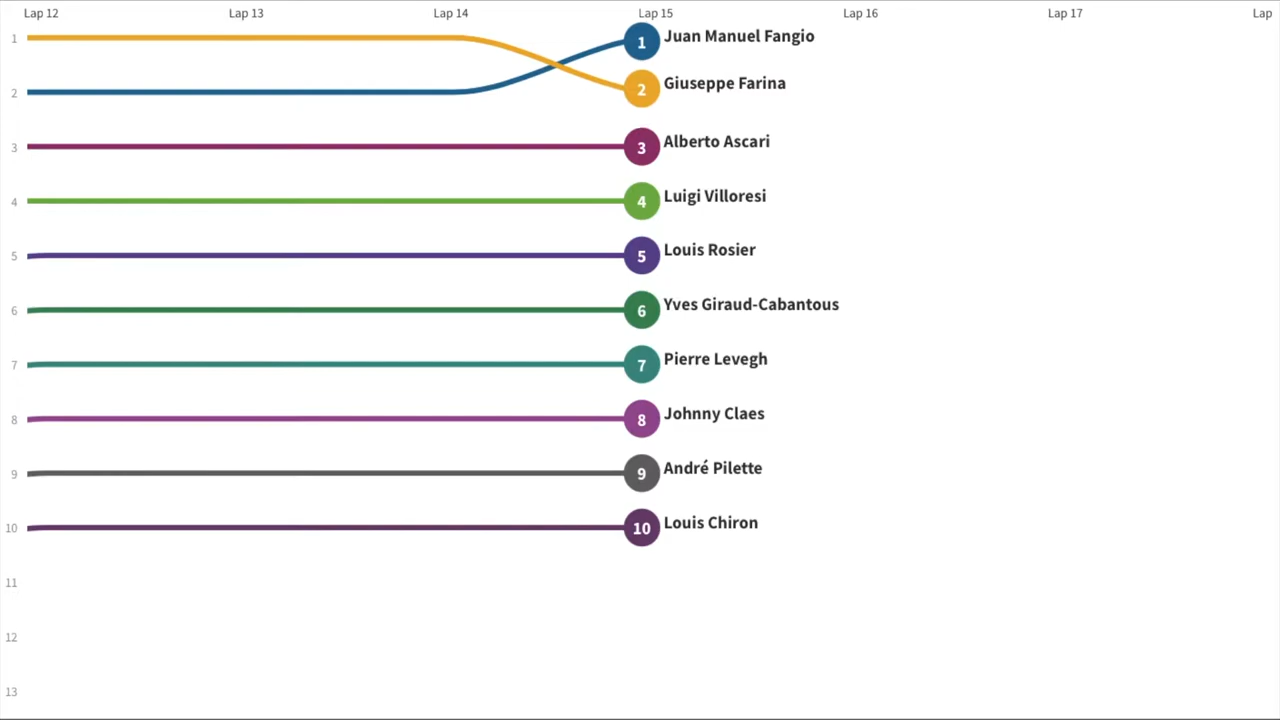 Lap 12 Lap 13 Lap 14 Lap 15 Lap 16 Lap 17 Lap
1 1 Juan Manuel Fangio
2 2 Giuseppe Farina
3 3 Alberto Ascari
4 4 Luigi Villoresi
5 5 Louis Rosier
6 6 Yves Giraud-Cabantous
7 7 Pierre Levegh
8 8 Johnny Claes
9 9 André Pilette
10 10 Louis Chiron
11
12
13